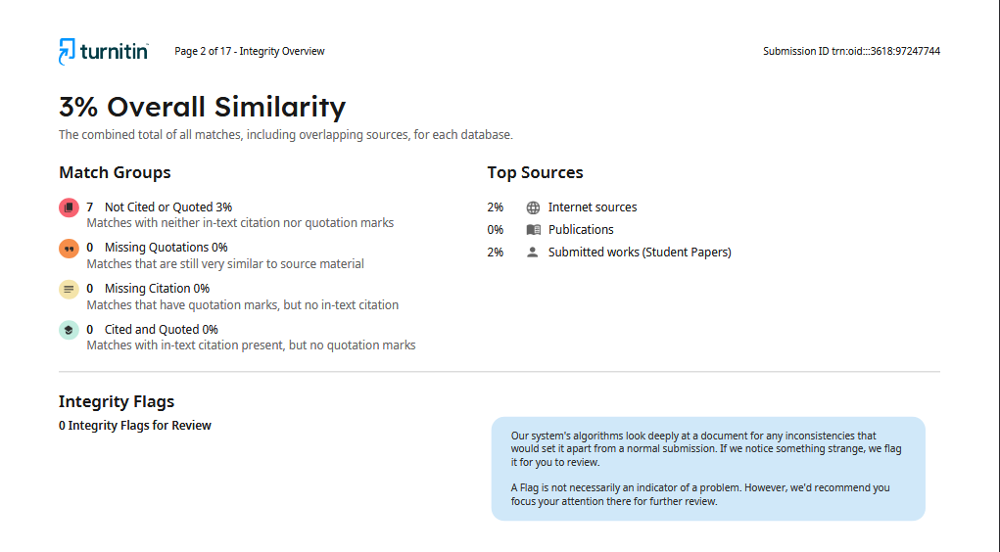 turnitin Page 2 of 17 - Integrity Overview Submission ID trn:oid:::3618:97247744
3% Overall Similarity
The combined total of all matches, including overlapping sources, for each database.
Match Groups
7 Not Cited or Quoted 3%
Matches with neither in-text citation nor quotation marks
0 Missing Quotations 0%
Matches that are still very similar to source material
0 Missing Citation 0%
Matches that have quotation marks, but no in-text citation
0 Cited and Quoted 0%
Matches with in-text citation present, but no quotation marks
Top Sources
2% Internet sources
0% Publications
2% Submitted works (Student Papers)
Integrity Flags
0 Integrity Flags for Review
Our system's algorithms look deeply at a document for any inconsistencies that
would set it apart from a normal submission. If we notice something strange, we flag
it for you to review.
A Flag is not necessarily an indicator of a problem. However, we'd recommend you
focus your attention there for further review.